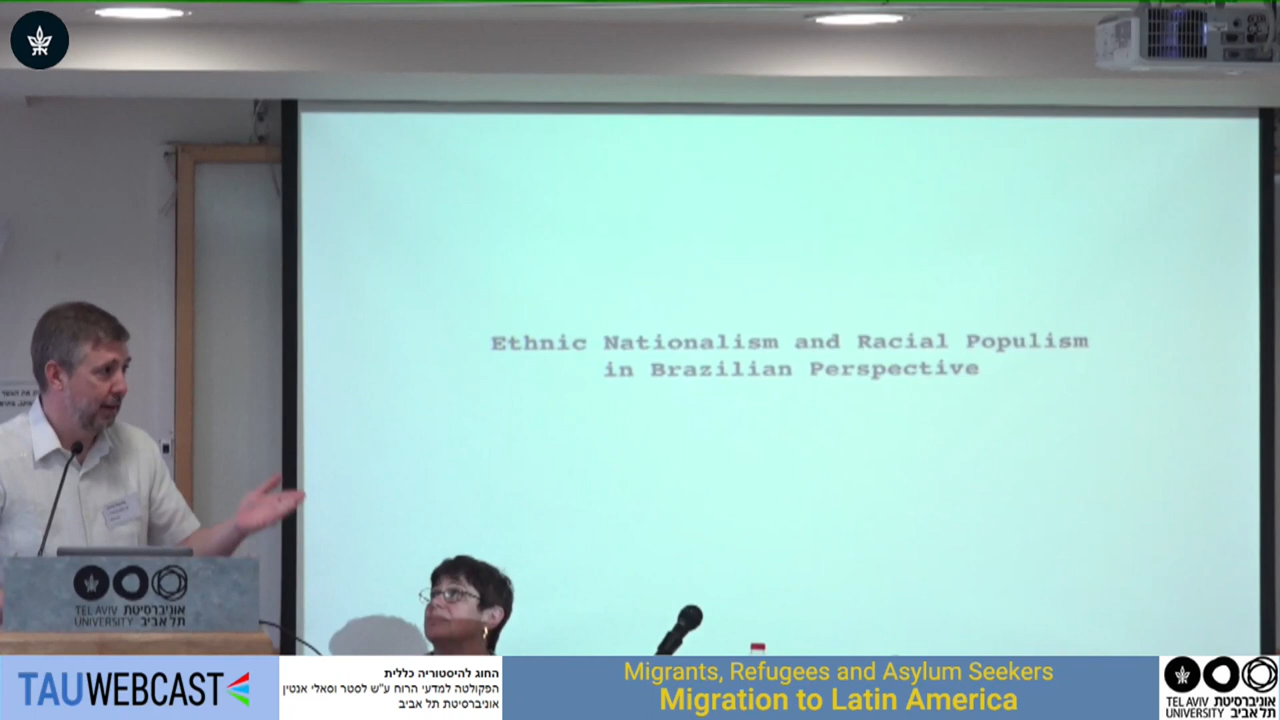 Ethnic Nationalism and Racial Populism
in Brazilian Perspective
TEL AVIV אוניברסיטת
UNIVERSITY תל אביב
TAUWEBCAST
החוג להיסטוריה כללית
הפקולטה למדעי הרוח ע"ש לסטר וסאלי אנטין
אוניברסיטת תל אביב
Migrants, Refugees and Asylum Seekers
Migration to Latin America
TEL AVIV אוניברסיטת
UNIVERSITY תל אביב